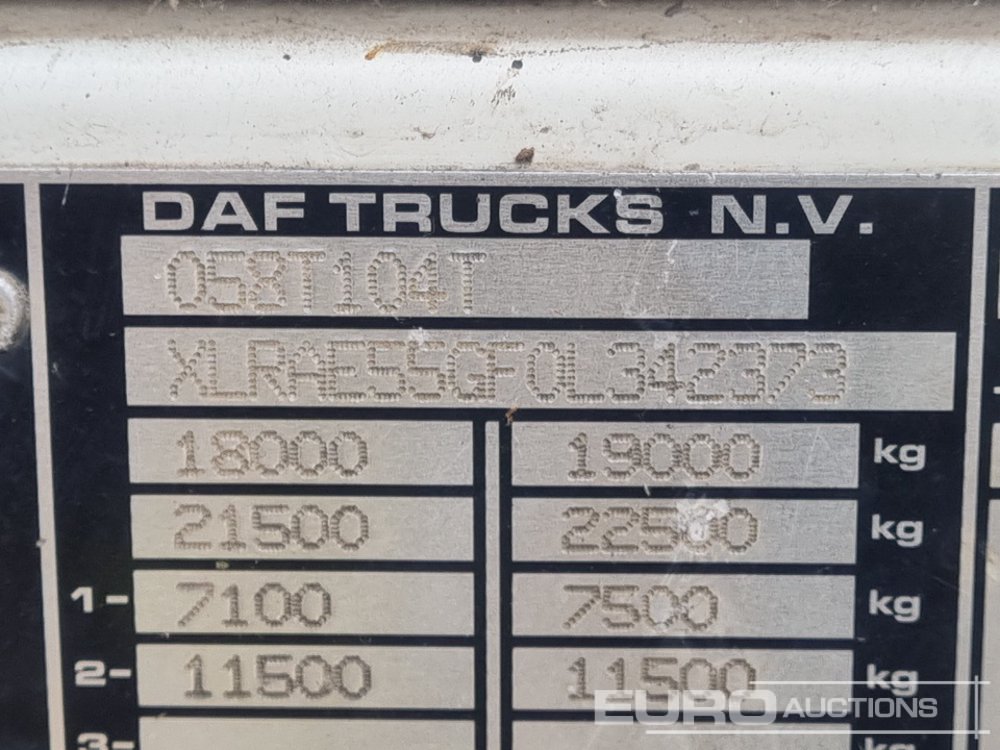 DAF TRUCKS N.V.
058T104T
XLRAE55GF0L342373
18000 19000 kg
21500 22500 kg
1- 7100 7500 kg
2- 11500 11500 kg
3- kg
EURO AUCTIONS